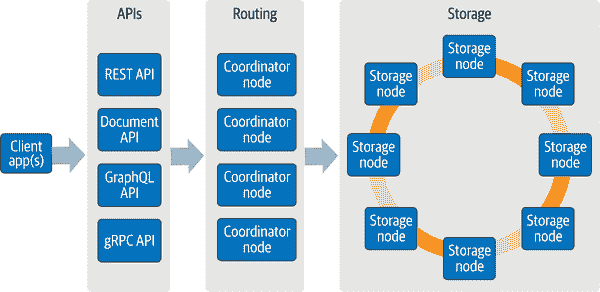 APIs
Routing
Storage
Client
app(s)
REST API
Document
API
GraphQL
API
gRPC API
Coordinator
node
Coordinator
node
Coordinator
node
Coordinator
node
Storage
node
Storage
node
Storage
node
Storage
node
Storage
node
Storage
node
Storage
node
Storage
node